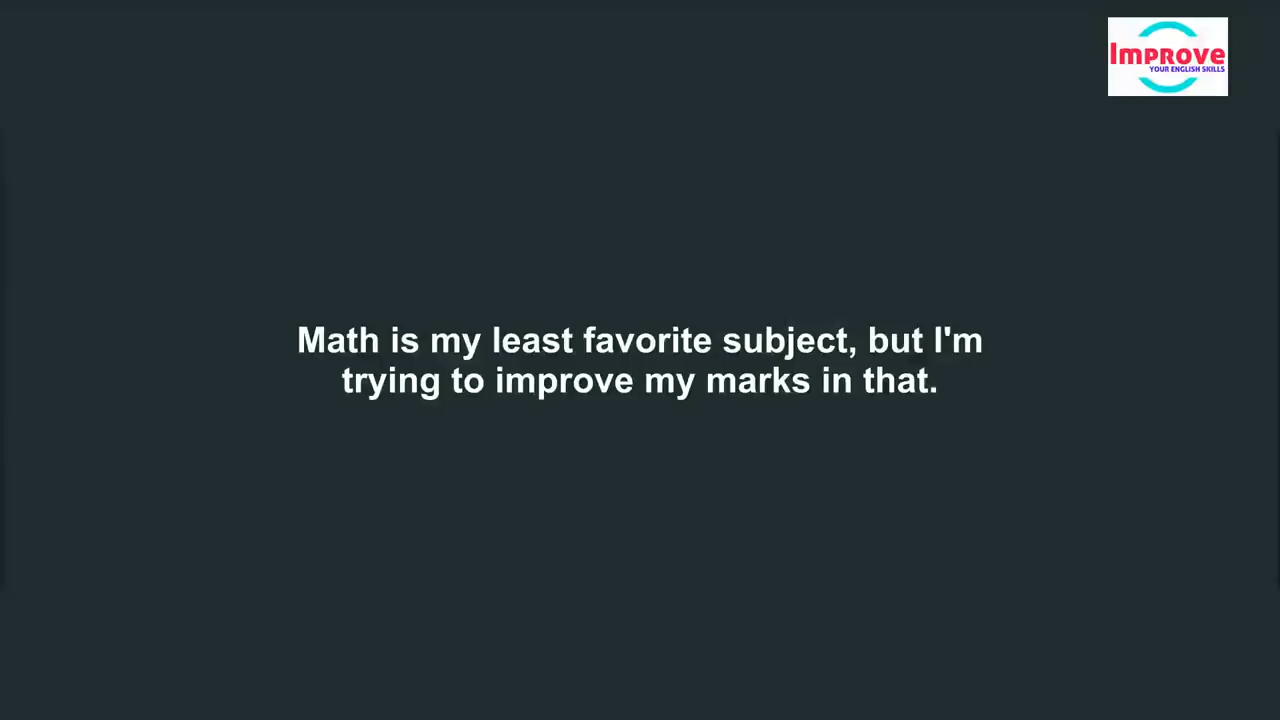 Improve
YOUR ENGLISH SKILLS
Math is my least favorite subject, but I'm
trying to improve my marks in that.